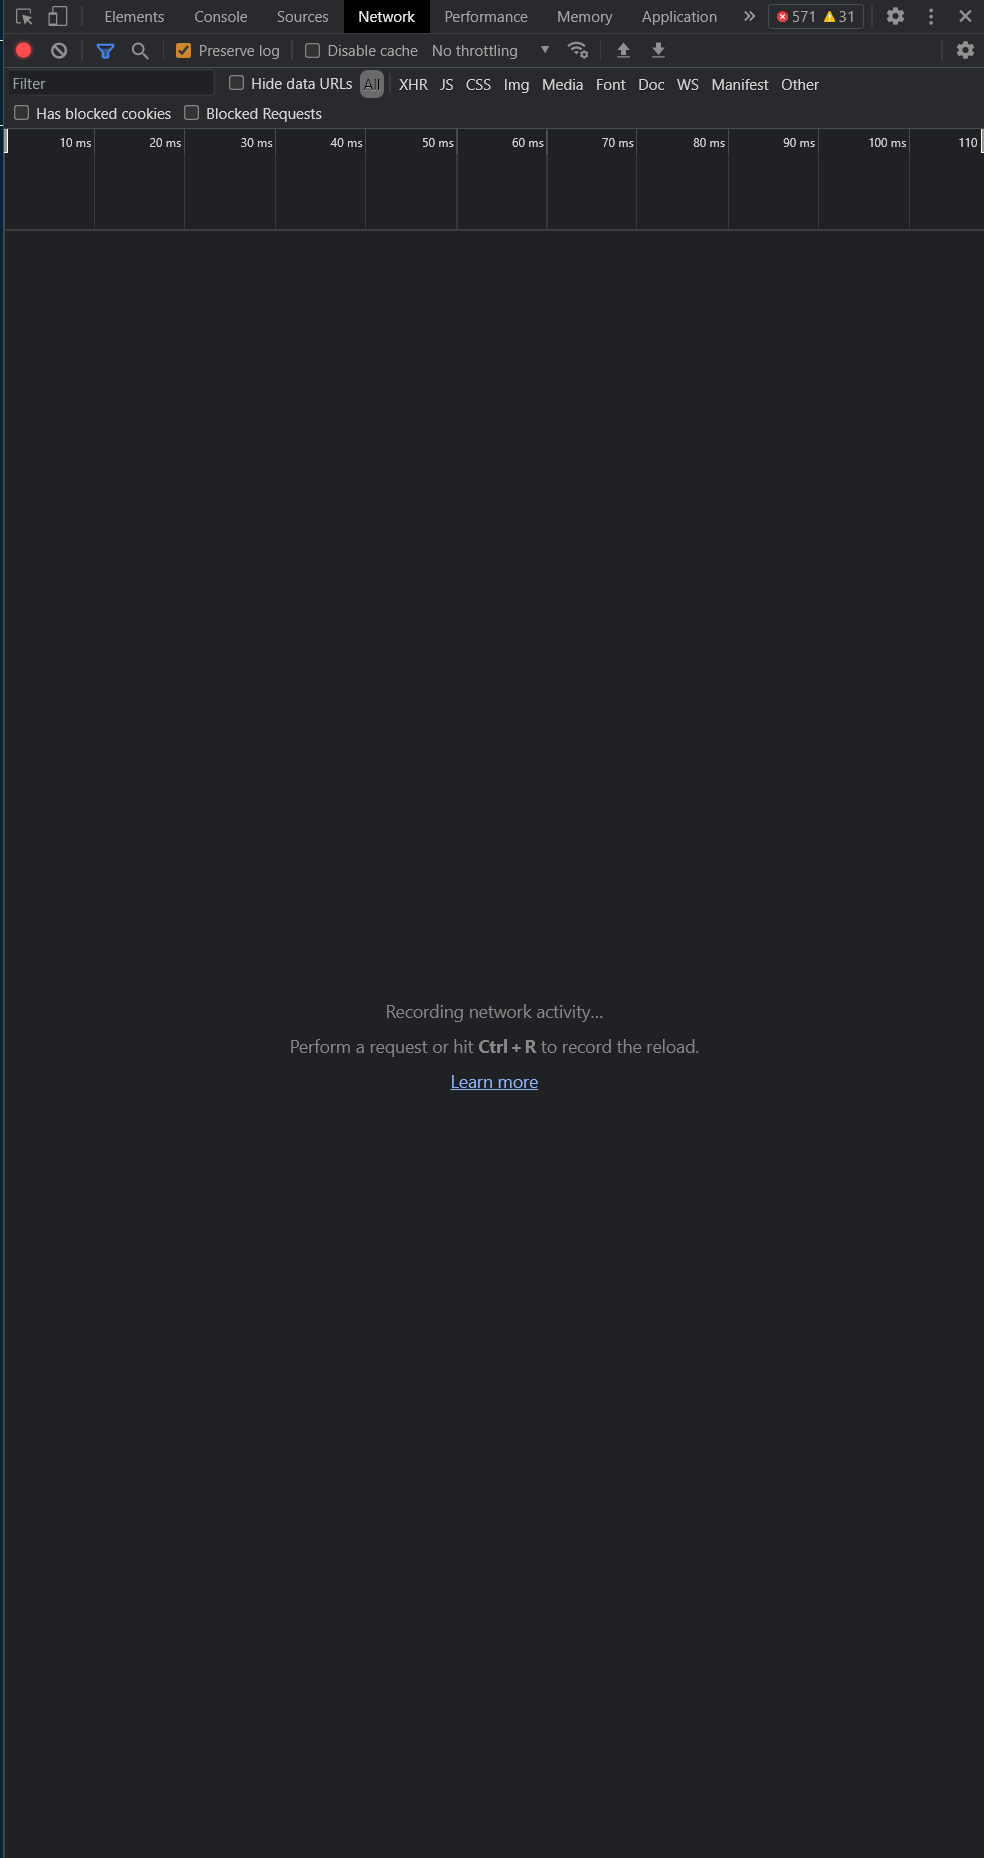 Elements Console Sources Network Performance Memory Application » 571 31
Preserve log Disable cache No throttling
Filter Hide data URLs All XHR JS CSS Img Media Font Doc WS Manifest Other
Has blocked cookies Blocked Requests
10 ms 20 ms 30 ms 40 ms 50 ms 60 ms 70 ms 80 ms 90 ms 100 ms 110
Recording network activity...
Perform a request or hit Ctrl + R to record the reload.
Learn more